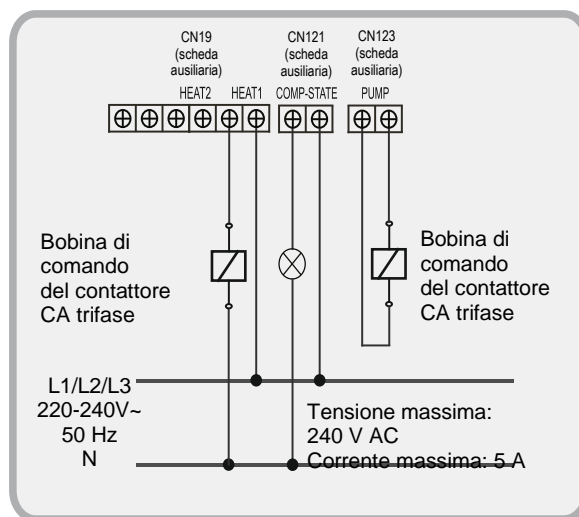 CN19
(scheda
ausiliaria)
CN121
(scheda
ausiliaria)
CN123
(scheda
ausiliaria)
HEAT2
HEAT1
COMP-STATE
PUMP
Bobina di
comando
del contattore
CA trifase
Bobina di
comando
del contattore
CA trifase
L1/L2/L3
220-240V~
50 Hz
N
Tensione massima:
240 V AC
Corrente massima: 5 A